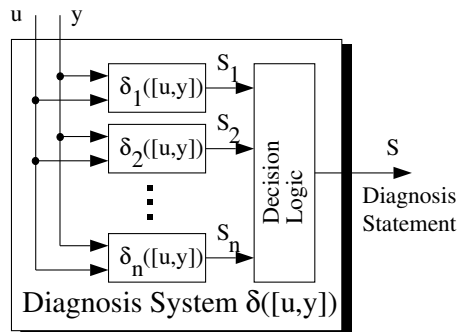 u y
δ1([u,y])
S1
δ2([u,y])
S2
δn([u,y])
Sn
Decision
Logic
S
Diagnosis
Statement
Diagnosis System δ([u,y])